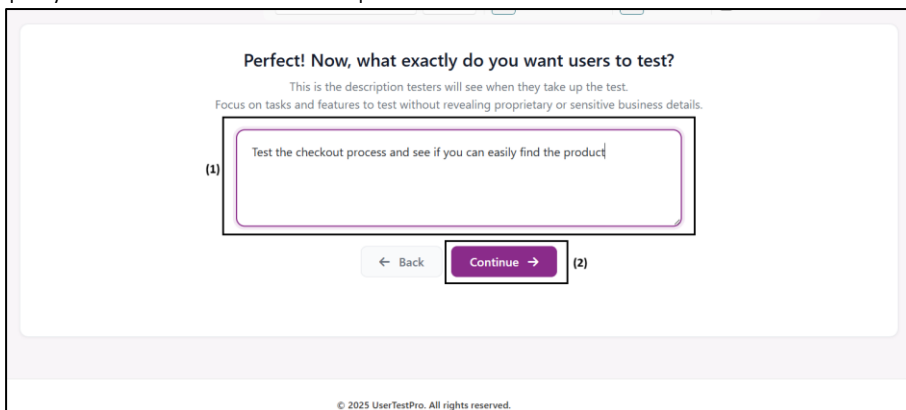 Perfect! Now, what exactly do you want users to test?
This is the description testers will see when they take up the test.
Focus on tasks and features to test without revealing proprietary or sensitive business details.
(1)
Test the checkout process and see if you can easily find the product
← Back
Continue →
(2)
© 2025 UserTestPro. All rights reserved.